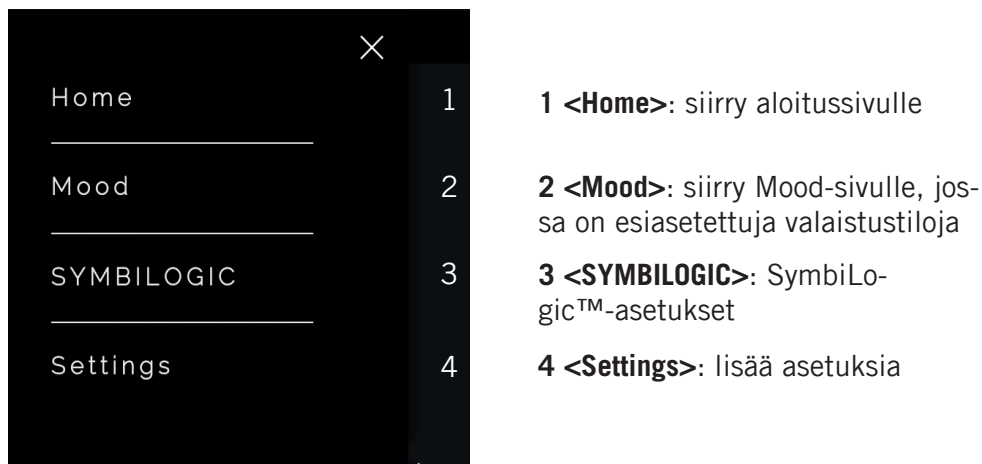 Home 1
Mood 2
SYMBILOGIC 3
Settings 4
1 <Home>: siirry aloitussivulle
2 <Mood>: siirry Mood-sivulle, jos-
sa on esiasetettuja valaistustiloja
3 <SYMBILOGIC>: SymbiLo-
gic™-asetukset
4 <Settings>: lisää asetuksia